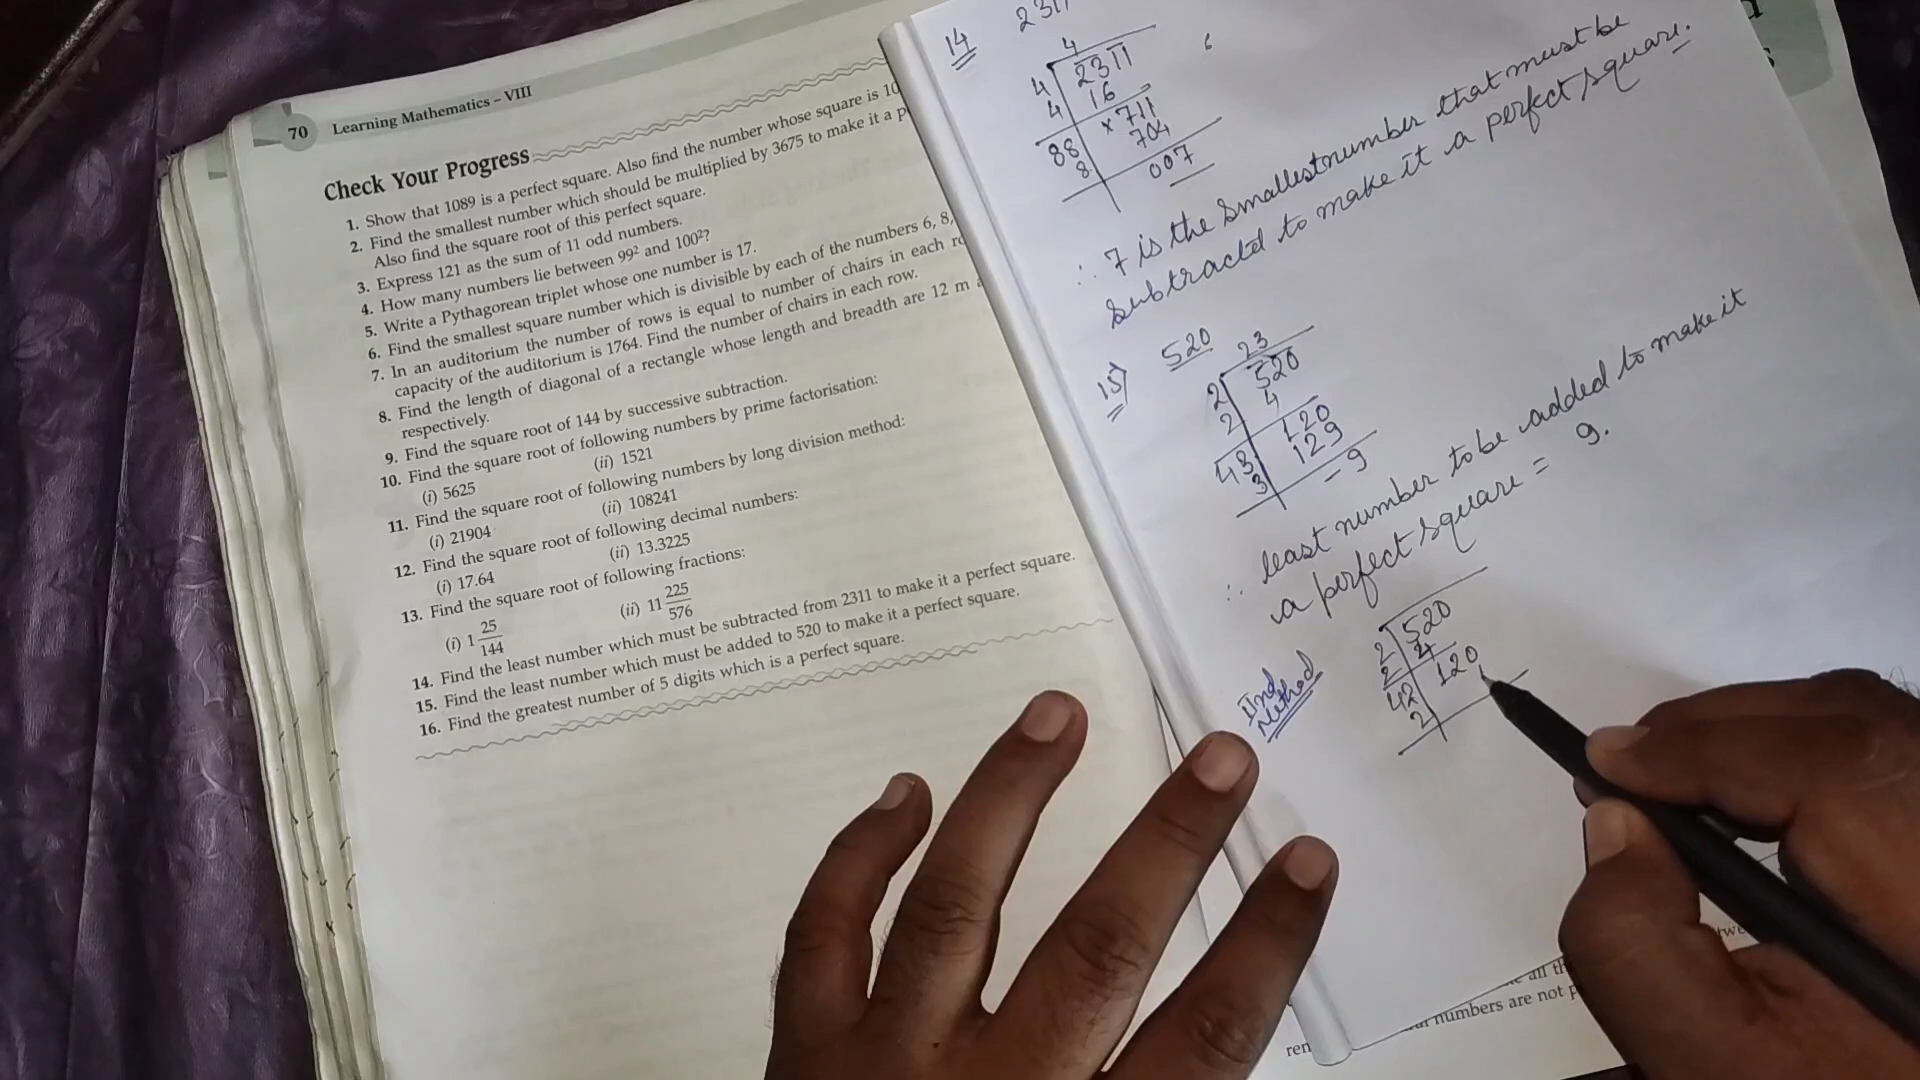 70 Learning Mathematics – VIII
Check Your Progress
1. Show that 1089 is a perfect square. Also find the number whose square is 10
2. Find the smallest number which should be multiplied by 3675 to make it a p
Also find the square root of this perfect square.
3. Express 121 as the sum of 11 odd numbers.
4. How many numbers lie between 99² and 100²?
5. Write a Pythagorean triplet whose one number is 17.
6. Find the smallest square number which is divisible by each of the numbers 6, 8,
7. In an auditorium the number of rows is equal to number of chairs in each ro
capacity of the auditorium is 1764. Find the number of chairs in each row.
8. Find the length of diagonal of a rectangle whose length and breadth are 12 m
respectively.
9. Find the square root of 144 by successive subtraction.
10. Find the square root of following numbers by prime factorisation:
(i) 5625 (ii) 1521
11. Find the square root of following numbers by long division method:
(i) 21904 (ii) 108241
12. Find the square root of following decimal numbers:
(i) 17.64 (ii) 13.3225
13. Find the square root of following fractions:
(i) 1 25/144 (ii) 11 225/576
14. Find the least number which must be subtracted from 2311 to make it a perfect square.
15. Find the least number which must be added to 520 to make it a perfect square.
16. Find the greatest number of 5 digits which is a perfect square.
14 2311
4
4 2311
4 16
88 × 711
8 704
007
∴ 7 is the smallest number that must be
subtracted to make it a perfect square.
15) 520
23
2 520
2 4
43 120
3 129
– 9
∴ least number to be added to make it
a perfect square = 9.
IInd
Method
2 520
2 4
42 120
2
numbers are not p
ren